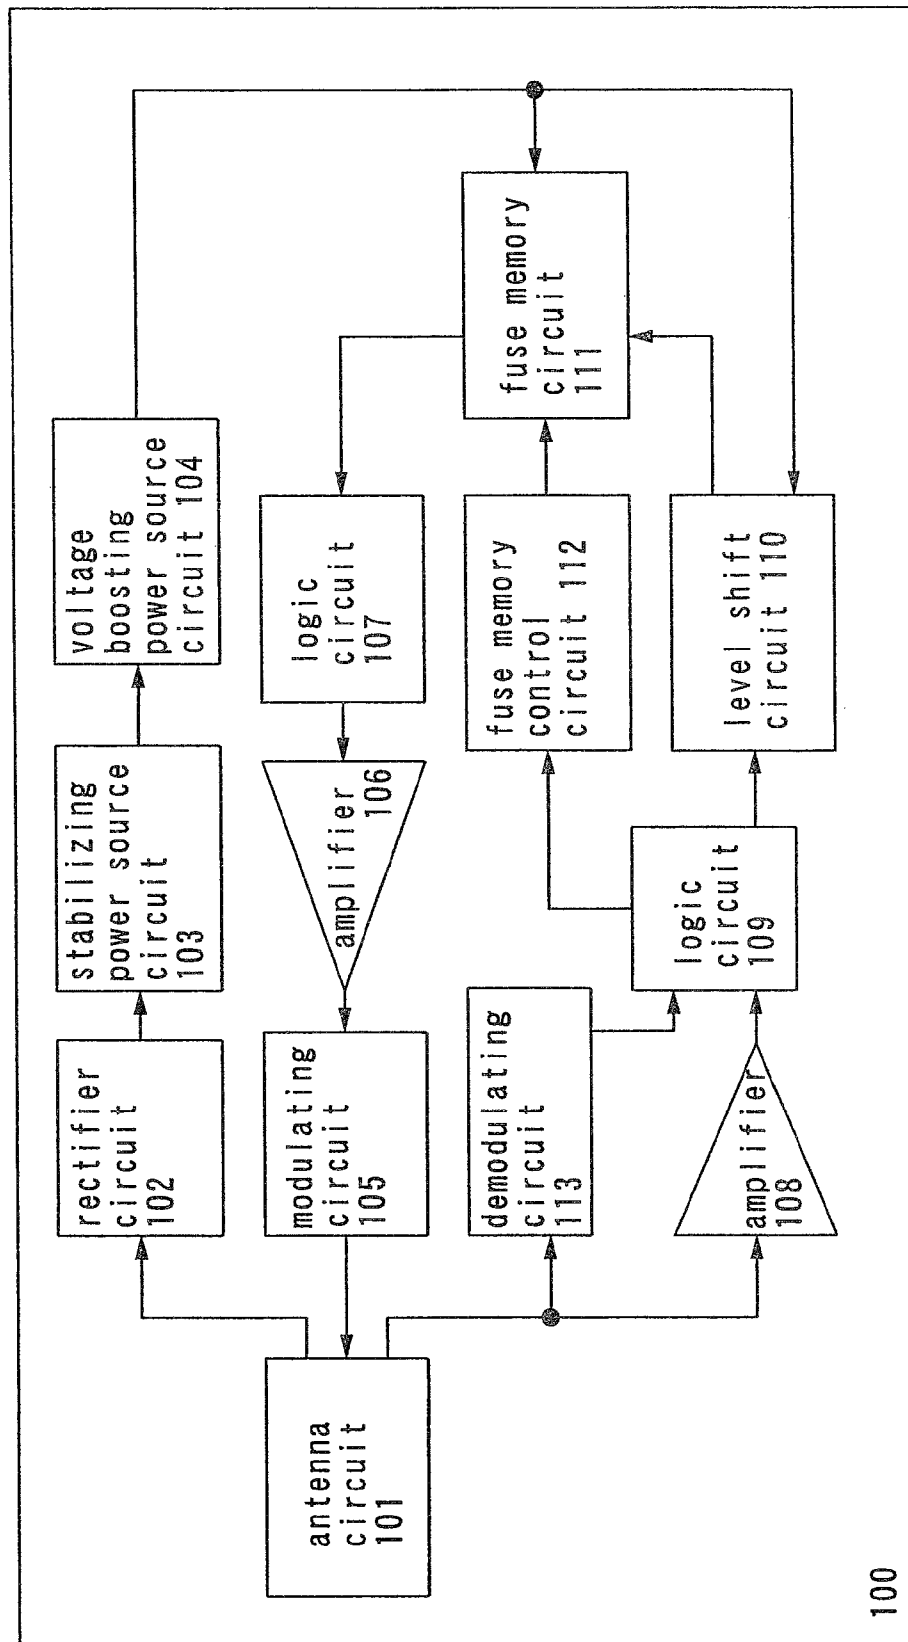 rectifier
circuit
102
stabilizing
power source
circuit
103
voltage
boosting
power source
circuit 104
antenna
circuit
101
modulating
circuit
105
amplifier
106
logic
circuit
107
demodulating
circuit
113
amplifier
108
logic
circuit
109
fuse memory
control
circuit 112
level shift
circuit 110
fuse memory
circuit
111
100